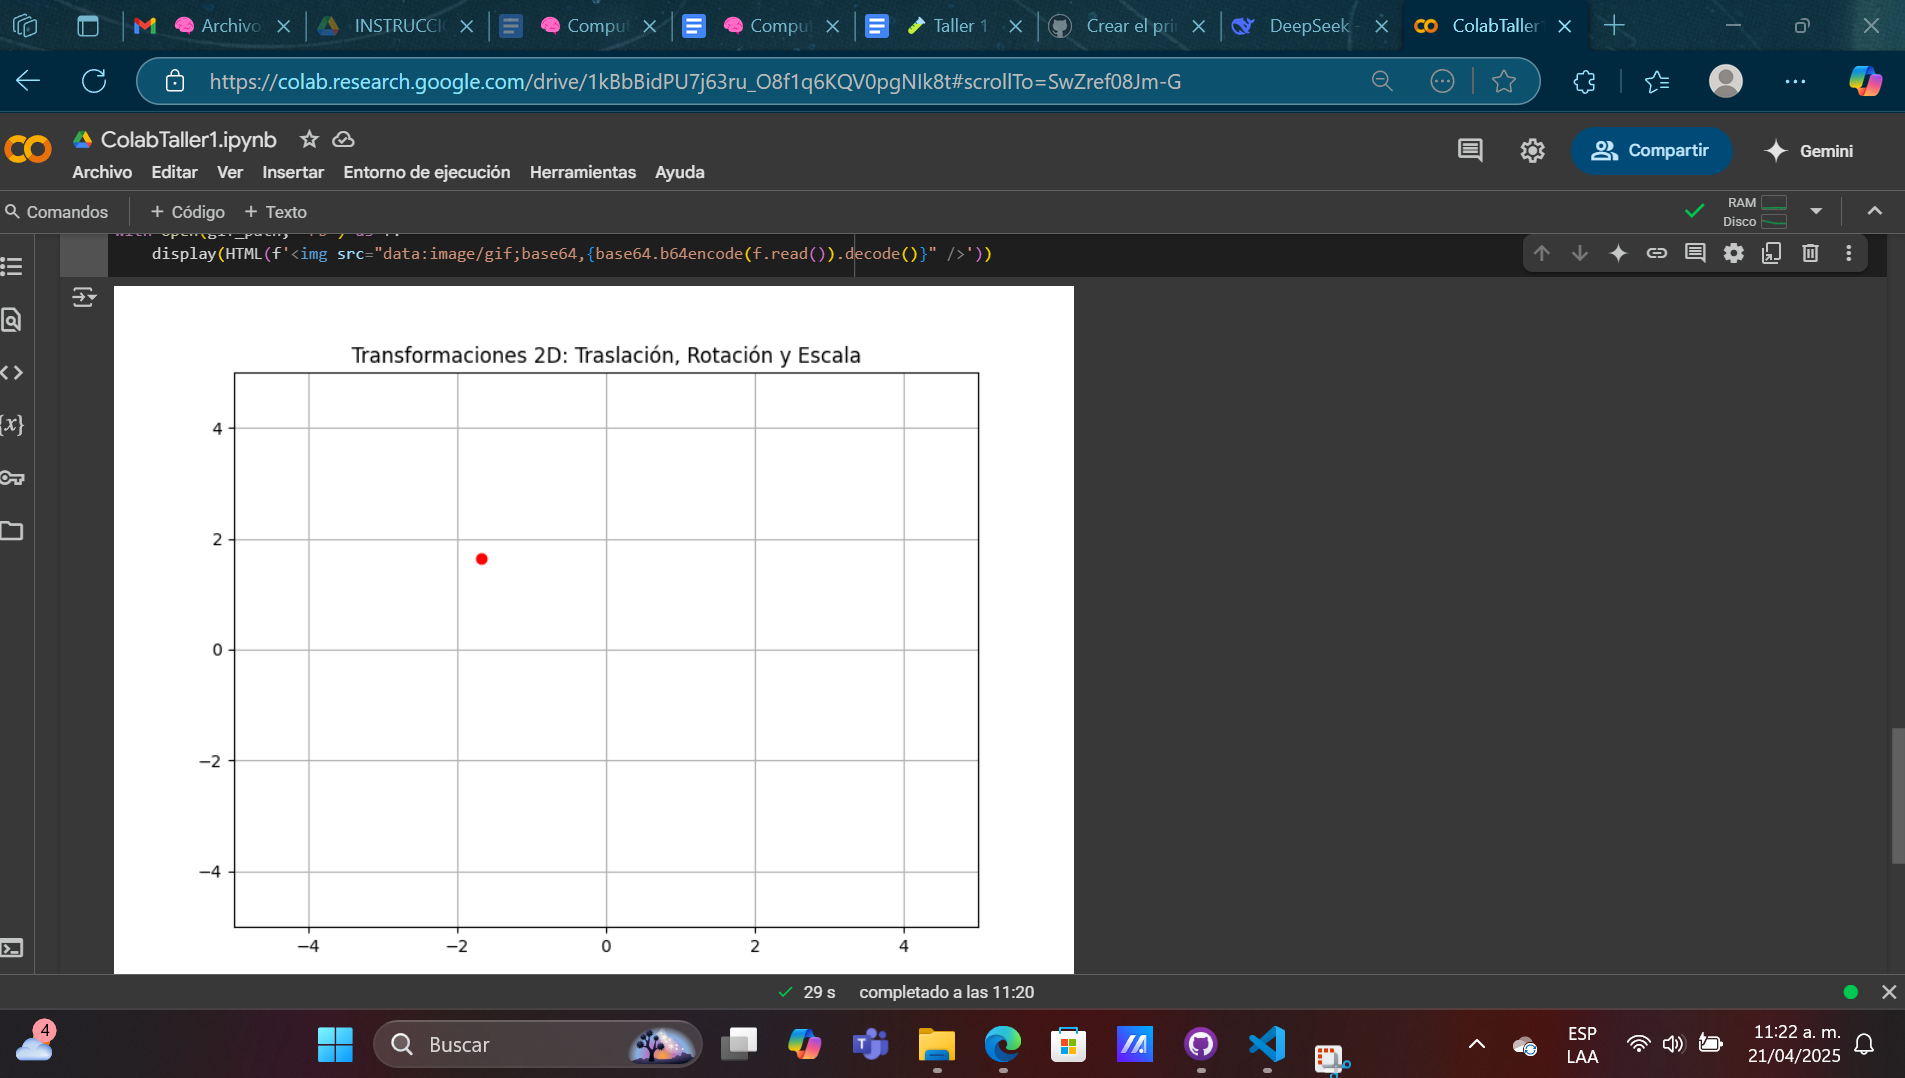 Archivo
INSTRUCCI
Comput
Comput
Taller 1
Crear el pri
DeepSeek -
ColabTaller
https://colab.research.google.com/drive/1kBbBidPU7j63ru_O8f1q6KQV0pgNIk8t#scrollTo=SwZref08Jm-G
ColabTaller1.ipynb
Archivo Editar Ver Insertar Entorno de ejecución Herramientas Ayuda
Compartir
Gemini
Comandos + Código + Texto
RAM
Disco
display(HTML(f'<img src="data:image/gif;base64,{base64.b64encode(f.read()).decode()}" />'))
{x}
Transformaciones 2D: Traslación, Rotación y Escala
4
2
0
−2
−4
−4 −2 0 2 4
29 s completado a las 11:20
4
Buscar
ESP
LAA
11:22 a. m.
21/04/2025